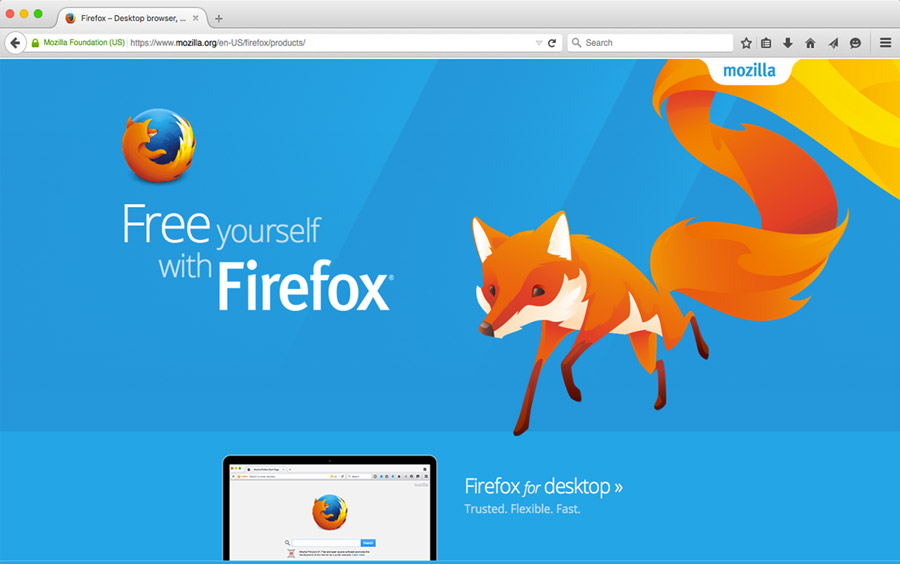 Firefox – Desktop browser, ...
Mozilla Foundation (US)
https://www.mozilla.org/en-US/firefox/products/
Search
mozilla
Free yourself
with Firefox®
Firefox for desktop »
Trusted. Flexible. Fast.
mozilla